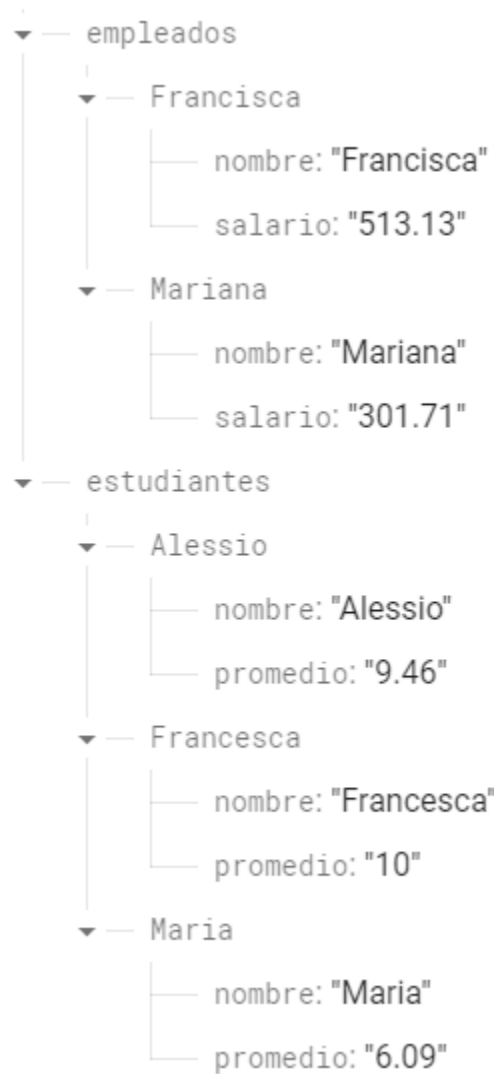 empleados
Francisca
nombre: "Francisca"
salario: "513.13"
Mariana
nombre: "Mariana"
salario: "301.71"
estudiantes
Alessio
nombre: "Alessio"
promedio: "9.46"
Francesca
nombre: "Francesca"
promedio: "10"
Maria
nombre: "Maria"
promedio: "6.09"